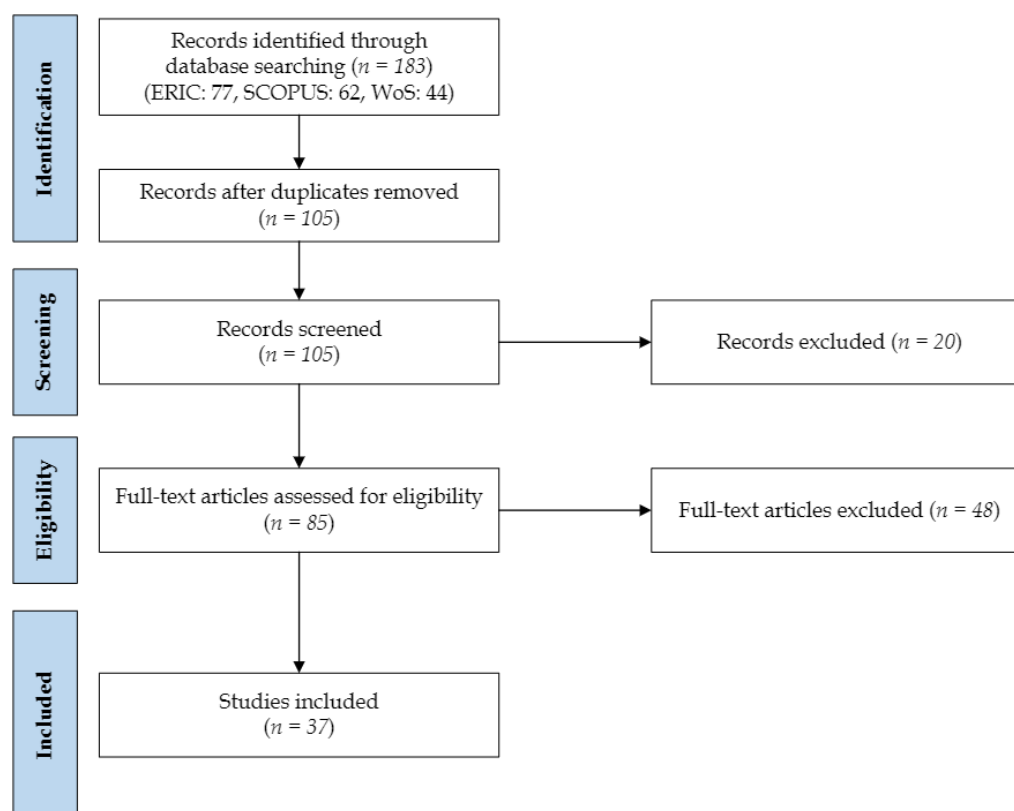 Identification
Records identified through
database searching (n = 183)
(ERIC: 77, SCOPUS: 62, WoS: 44)
Records after duplicates removed
(n = 105)
Screening
Records screened
(n = 105)
Records excluded (n = 20)
Eligibility
Full-text articles assessed for eligibility
(n = 85)
Full-text articles excluded (n = 48)
Included
Studies included
(n = 37)